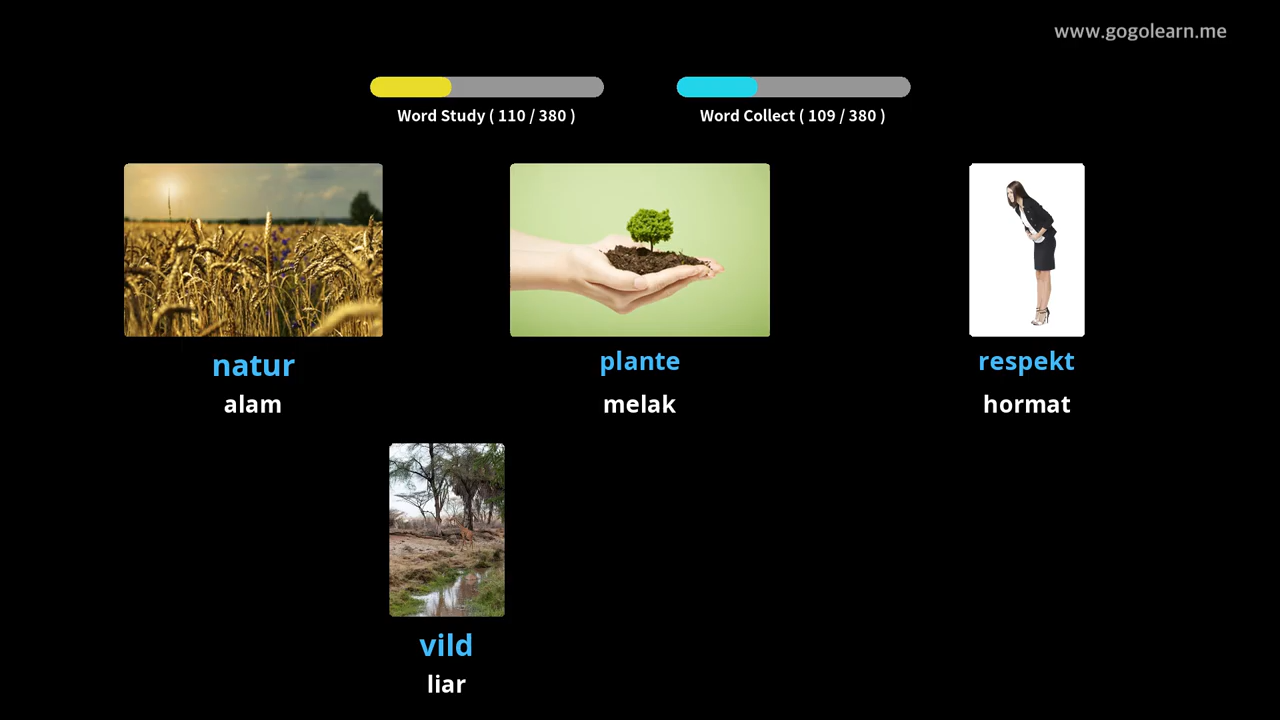 www.gogolearn.me
Word Study ( 110 / 380 )
Word Collect ( 109 / 380 )
natur
alam
plante
melak
respekt
hormat
vild
liar